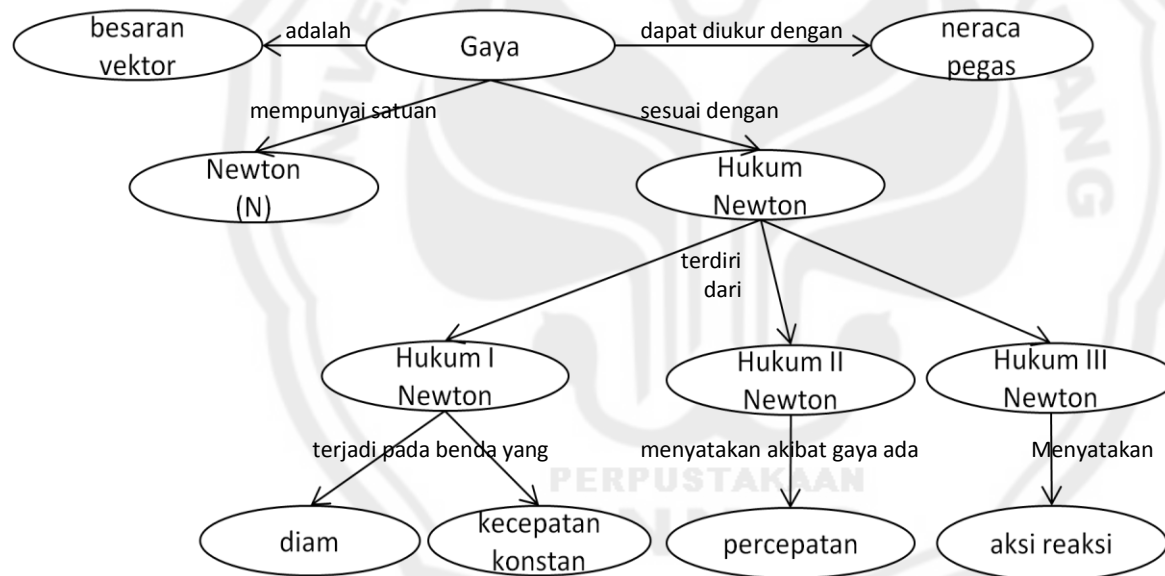 besaran
vektor
adalah
Gaya
dapat diukur dengan
neraca
pegas
mempunyai satuan
sesuai dengan
Newton
(N)
Hukum
Newton
terdiri
dari
Hukum I
Newton
Hukum II
Newton
Hukum III
Newton
terjadi pada benda yang
menyatakan akibat gaya ada
Menyatakan
PERPUSTAKAAN
diam
kecepatan
konstan
percepatan
aksi reaksi